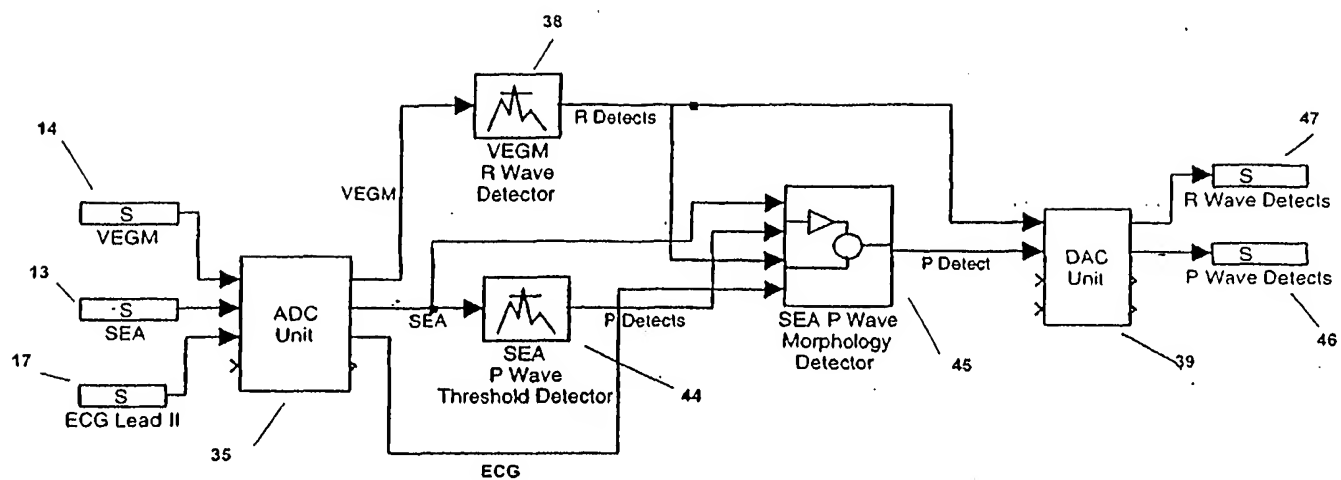 38
14
S
VEGM
13
S
SEA
17
S
ECG Lead II
ADC
Unit
35
VEGM
VEGM
R Wave
Detector
R Detects
SEA
SEA
P Wave
Threshold Detector
44
P Detects
ECG
SEA P Wave
Morphology
Detector
45
P Detect
DAC
Unit
39
47
S
R Wave Detects
S
P Wave Detects
46